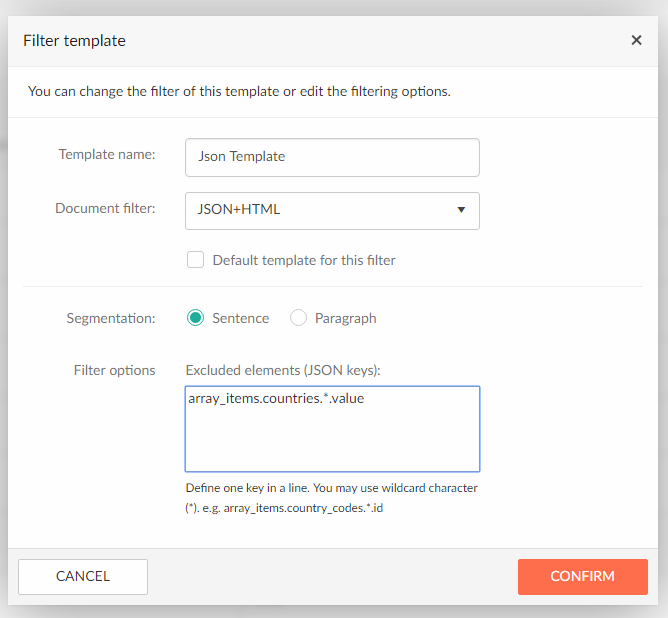 Filter template
You can change the filter of this template or edit the filtering options.
Template name:
Json Template
Document filter:
JSON+HTML
Default template for this filter
Segmentation:
Sentence
Paragraph
Filter options
Excluded elements (JSON keys):
array_items.countries.*.value
Define one key in a line. You may use wildcard character
(*). e.g. array_items.country_codes.*.id
CANCEL
CONFIRM